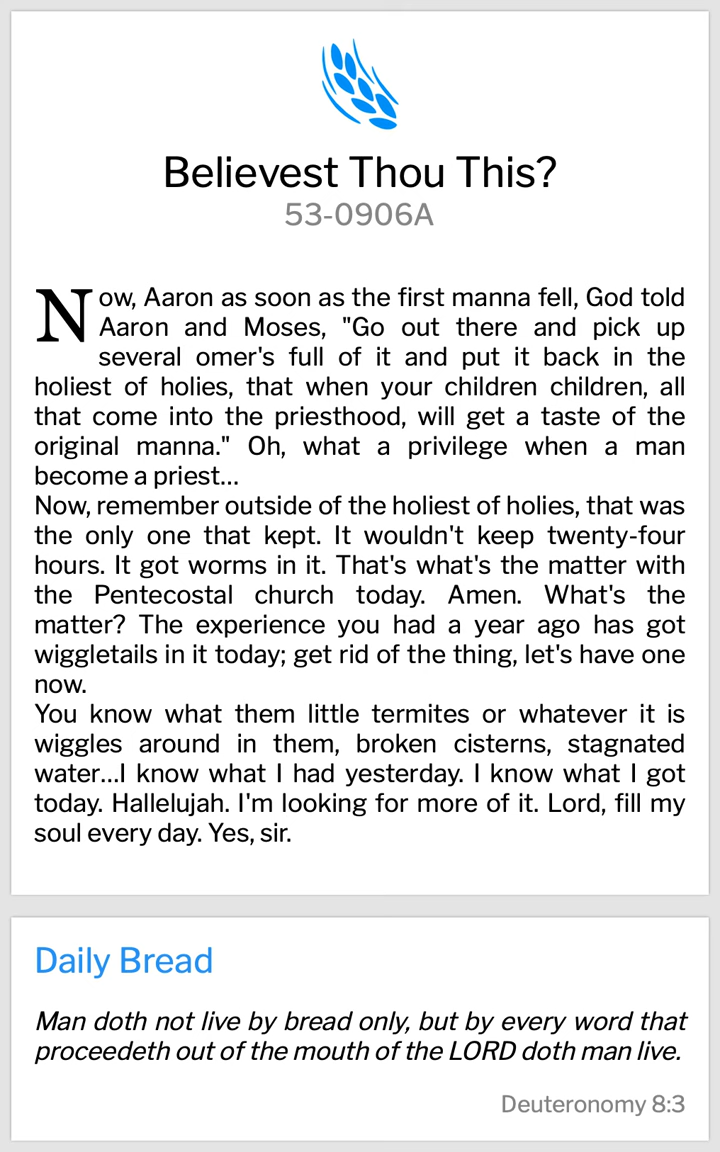 Believest Thou This?
53-0906A
Now, Aaron as soon as the first manna fell, God told
Aaron and Moses, "Go out there and pick up
several omer's full of it and put it back in the
holiest of holies, that when your children children, all
that come into the priesthood, will get a taste of the
original manna." Oh, what a privilege when a man
become a priest...
Now, remember outside of the holiest of holies, that was
the only one that kept. It wouldn't keep twenty-four
hours. It got worms in it. That's what's the matter with
the Pentecostal church today. Amen. What's the
matter? The experience you had a year ago has got
wiggletails in it today; get rid of the thing, let's have one
now.
You know what them little termites or whatever it is
wiggles around in them, broken cisterns, stagnated
water...I know what I had yesterday. I know what I got
today. Hallelujah. I'm looking for more of it. Lord, fill my
soul every day. Yes, sir.
Daily Bread
Man doth not live by bread only, but by every word that
proceedeth out of the mouth of the LORD doth man live.
Deuteronomy 8:3